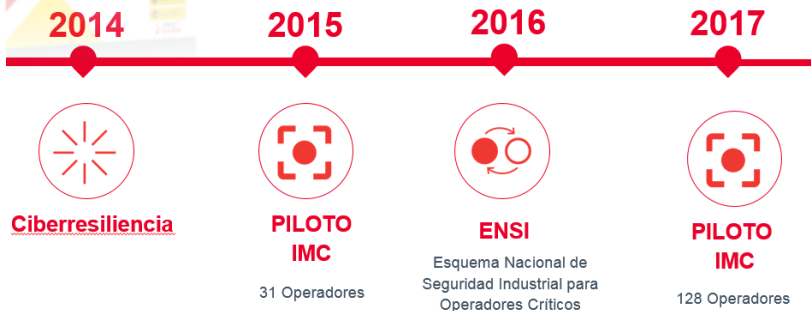 2014
2015
2016
2017
Ciberresiliencia
PILOTO
IMC
31 Operadores
ENSI
Esquema Nacional de
Seguridad Industrial para
Operadores Críticos
PILOTO
IMC
128 Operadores